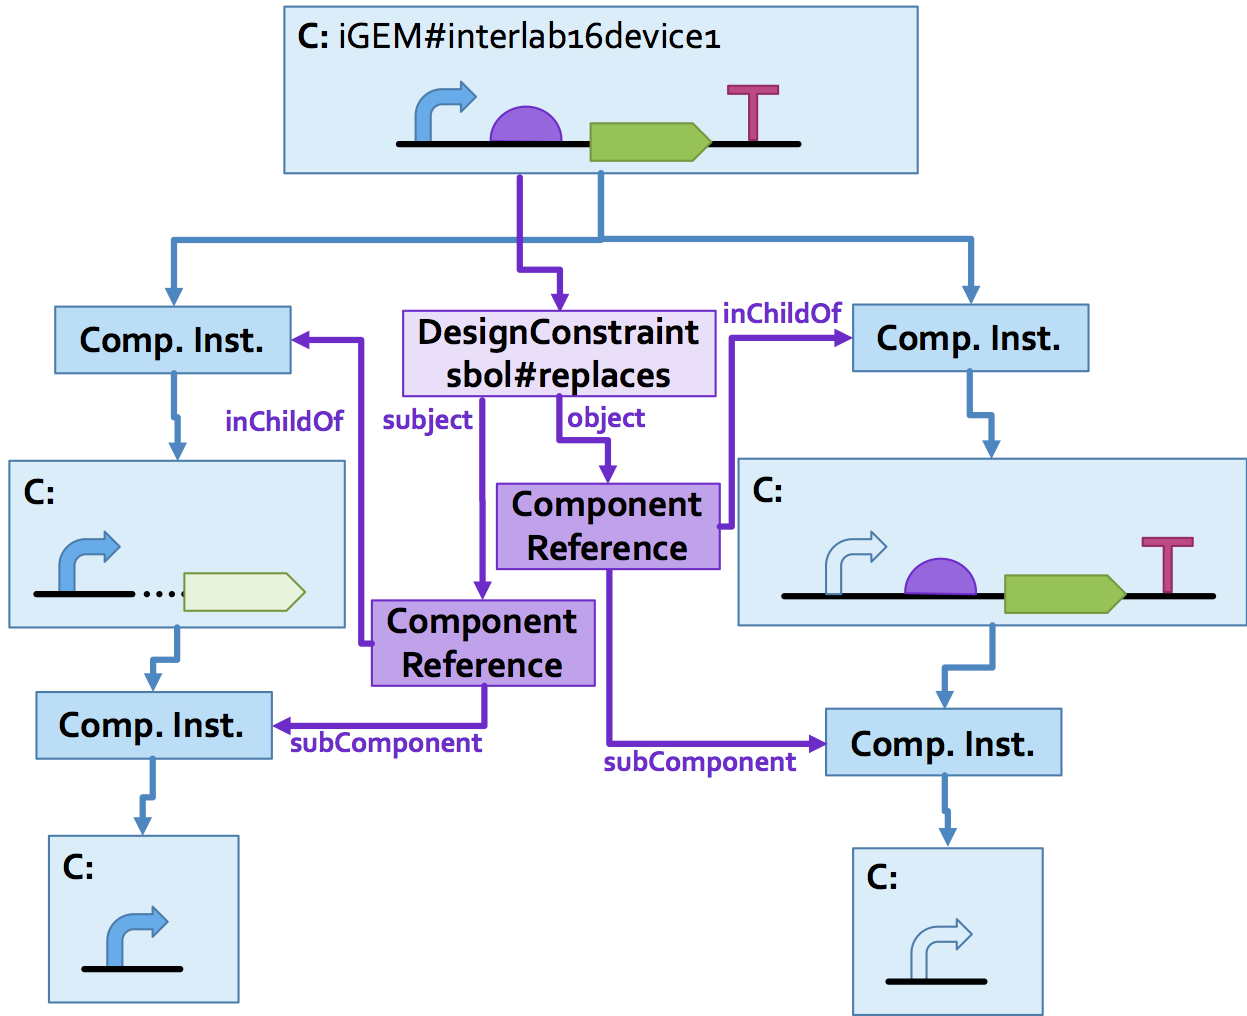 C: iGEM#interlab16device1
Comp. Inst.
DesignConstraint
sbol#replaces
inChildOf
Comp. Inst.
inChildOf
subject
object
C:
Component
Reference
C:
Component
Reference
Comp. Inst.
subComponent
subComponent
Comp. Inst.
C:
C: